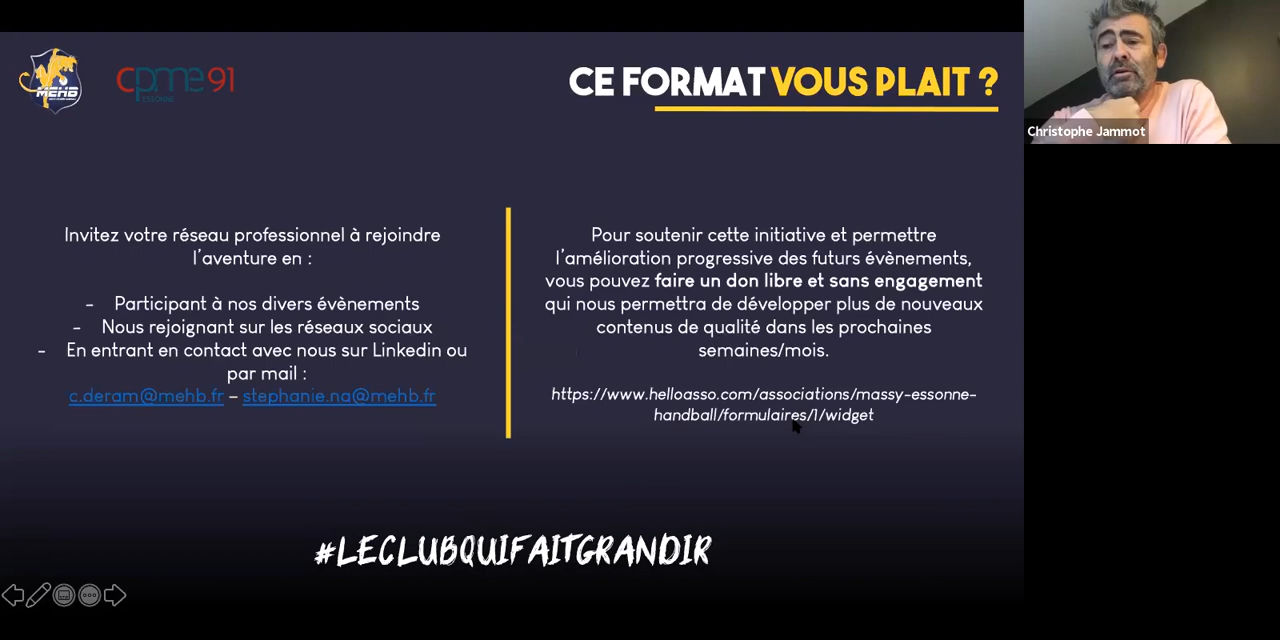 MEHB
cpme 91
ESSONNE
CE FORMAT VOUS PLAIT ?
Christophe Jammot
Invitez votre réseau professionnel à rejoindre
l'aventure en :
- Participant à nos divers évènements
- Nous rejoignant sur les réseaux sociaux
- En entrant en contact avec nous sur Linkedin ou
par mail :
c.deram@mehb.fr – stephanie.na@mehb.fr
Pour soutenir cette initiative et permettre
l'amélioration progressive des futurs évènements,
vous pouvez faire un don libre et sans engagement
qui nous permettra de développer plus de nouveaux
contenus de qualité dans les prochaines
semaines/mois.
https://www.helloasso.com/associations/massy-essonne-
handball/formulaires/1/widget
#LECLUBQUIFAITGRANDIR